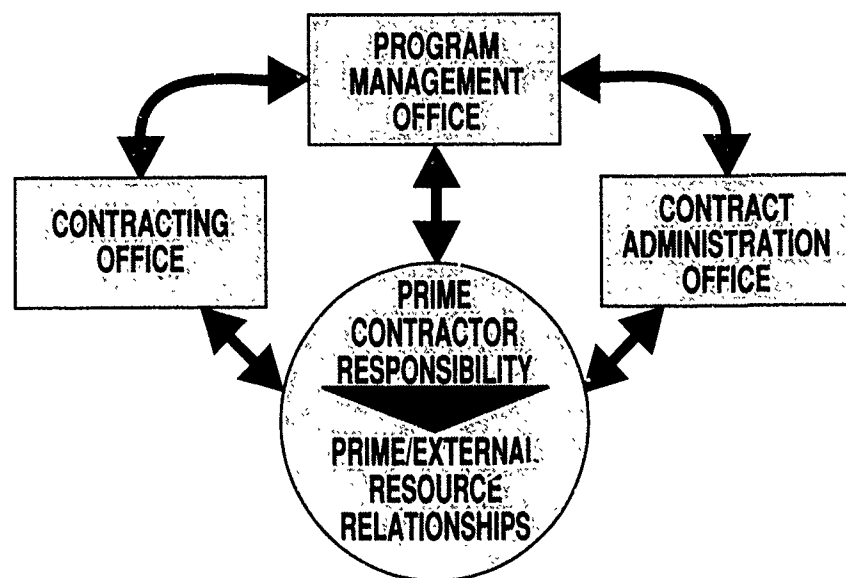 PROGRAM
MANAGEMENT
OFFICE
CONTRACTING
OFFICE
CONTRACT
ADMINISTRATION
OFFICE
PRIME
CONTRACTOR
RESPONSIBILITY
PRIME/EXTERNAL
RESOURCE
RELATIONSHIPS